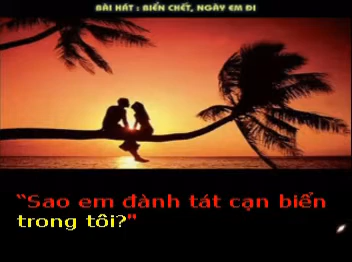 BÀI HÁT : BIỂN CHẾT, NGÀY EM ĐI
“Sao em đành tát cạn biển
trong tôi?"